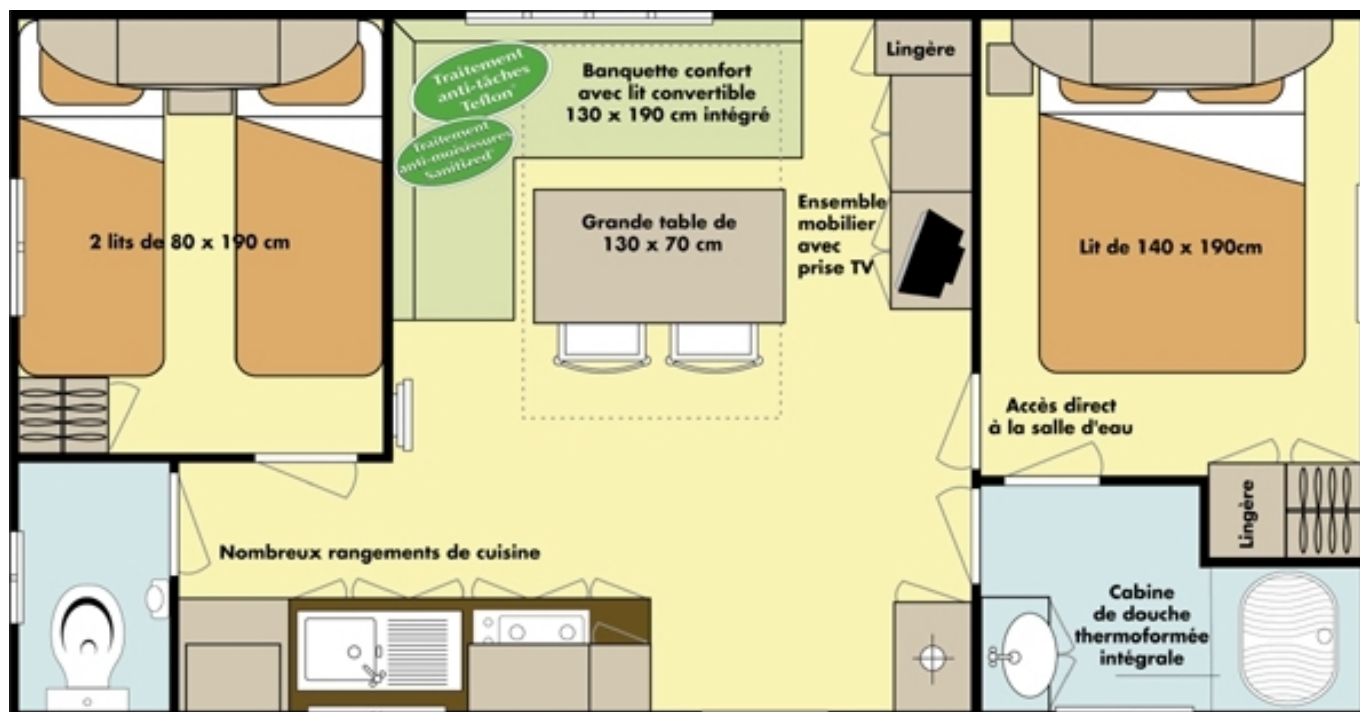 Traitement
anti-tâches
Teflon®
Traitement
anti-moisissures
Sanitized®
Banquette confort
avec lit convertible
130 x 190 cm intégré
Lingère
2 lits de 80 x 190 cm
Grande table de
130 x 70 cm
Ensemble
mobilier
avec
prise TV
Lit de 140 x 190cm
Accès direct
à la salle d'eau
Nombreux rangements de cuisine
Lingère
Cabine
de douche
thermoformée
intégrale